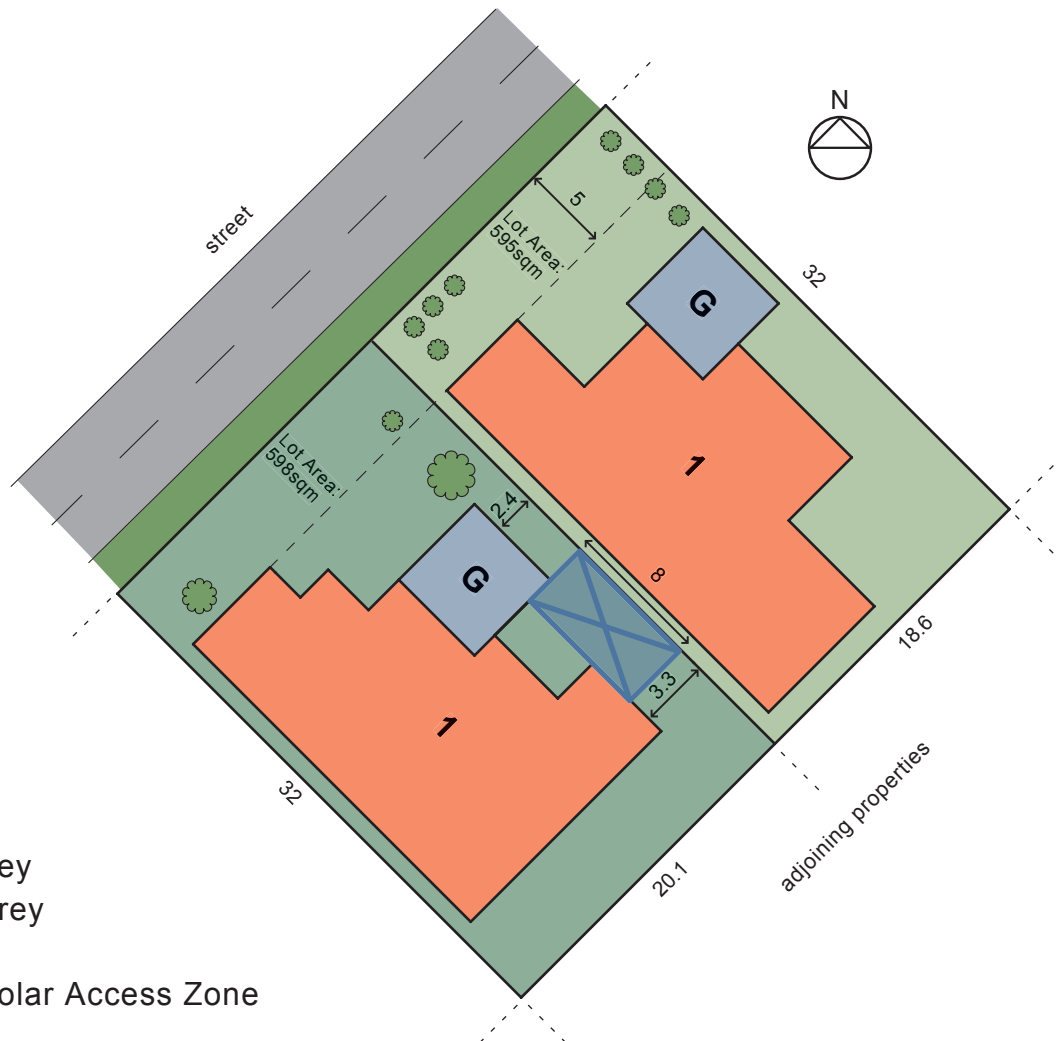 N
street
5
Lot Area:
595sqm
32
G
1
Lot Area:
598sqm
2.4
G
8
3.3
18.6
1
32
20.1
adjoining properties
ey
rey
olar Access Zone